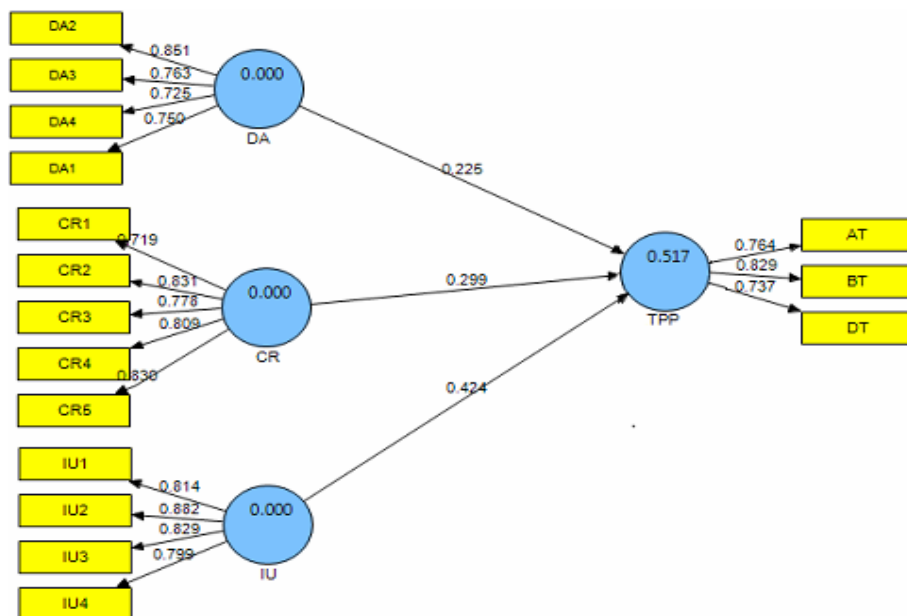 DA2
0.851
0.000
DA3
0.763
0.725
DA4
0.750
DA
DA1
0.225
CR1
0.719
AT
0.764
CR2
0.831
0.000
0.517
0.829
BT
0.299
0.778
CR3
0.737
TPP
DT
0.809
CR4
CR
0.830
CR5
0.424
IU1
0.814
IU2
0.882
0.000
0.829
IU3
0.799
IU
IU4